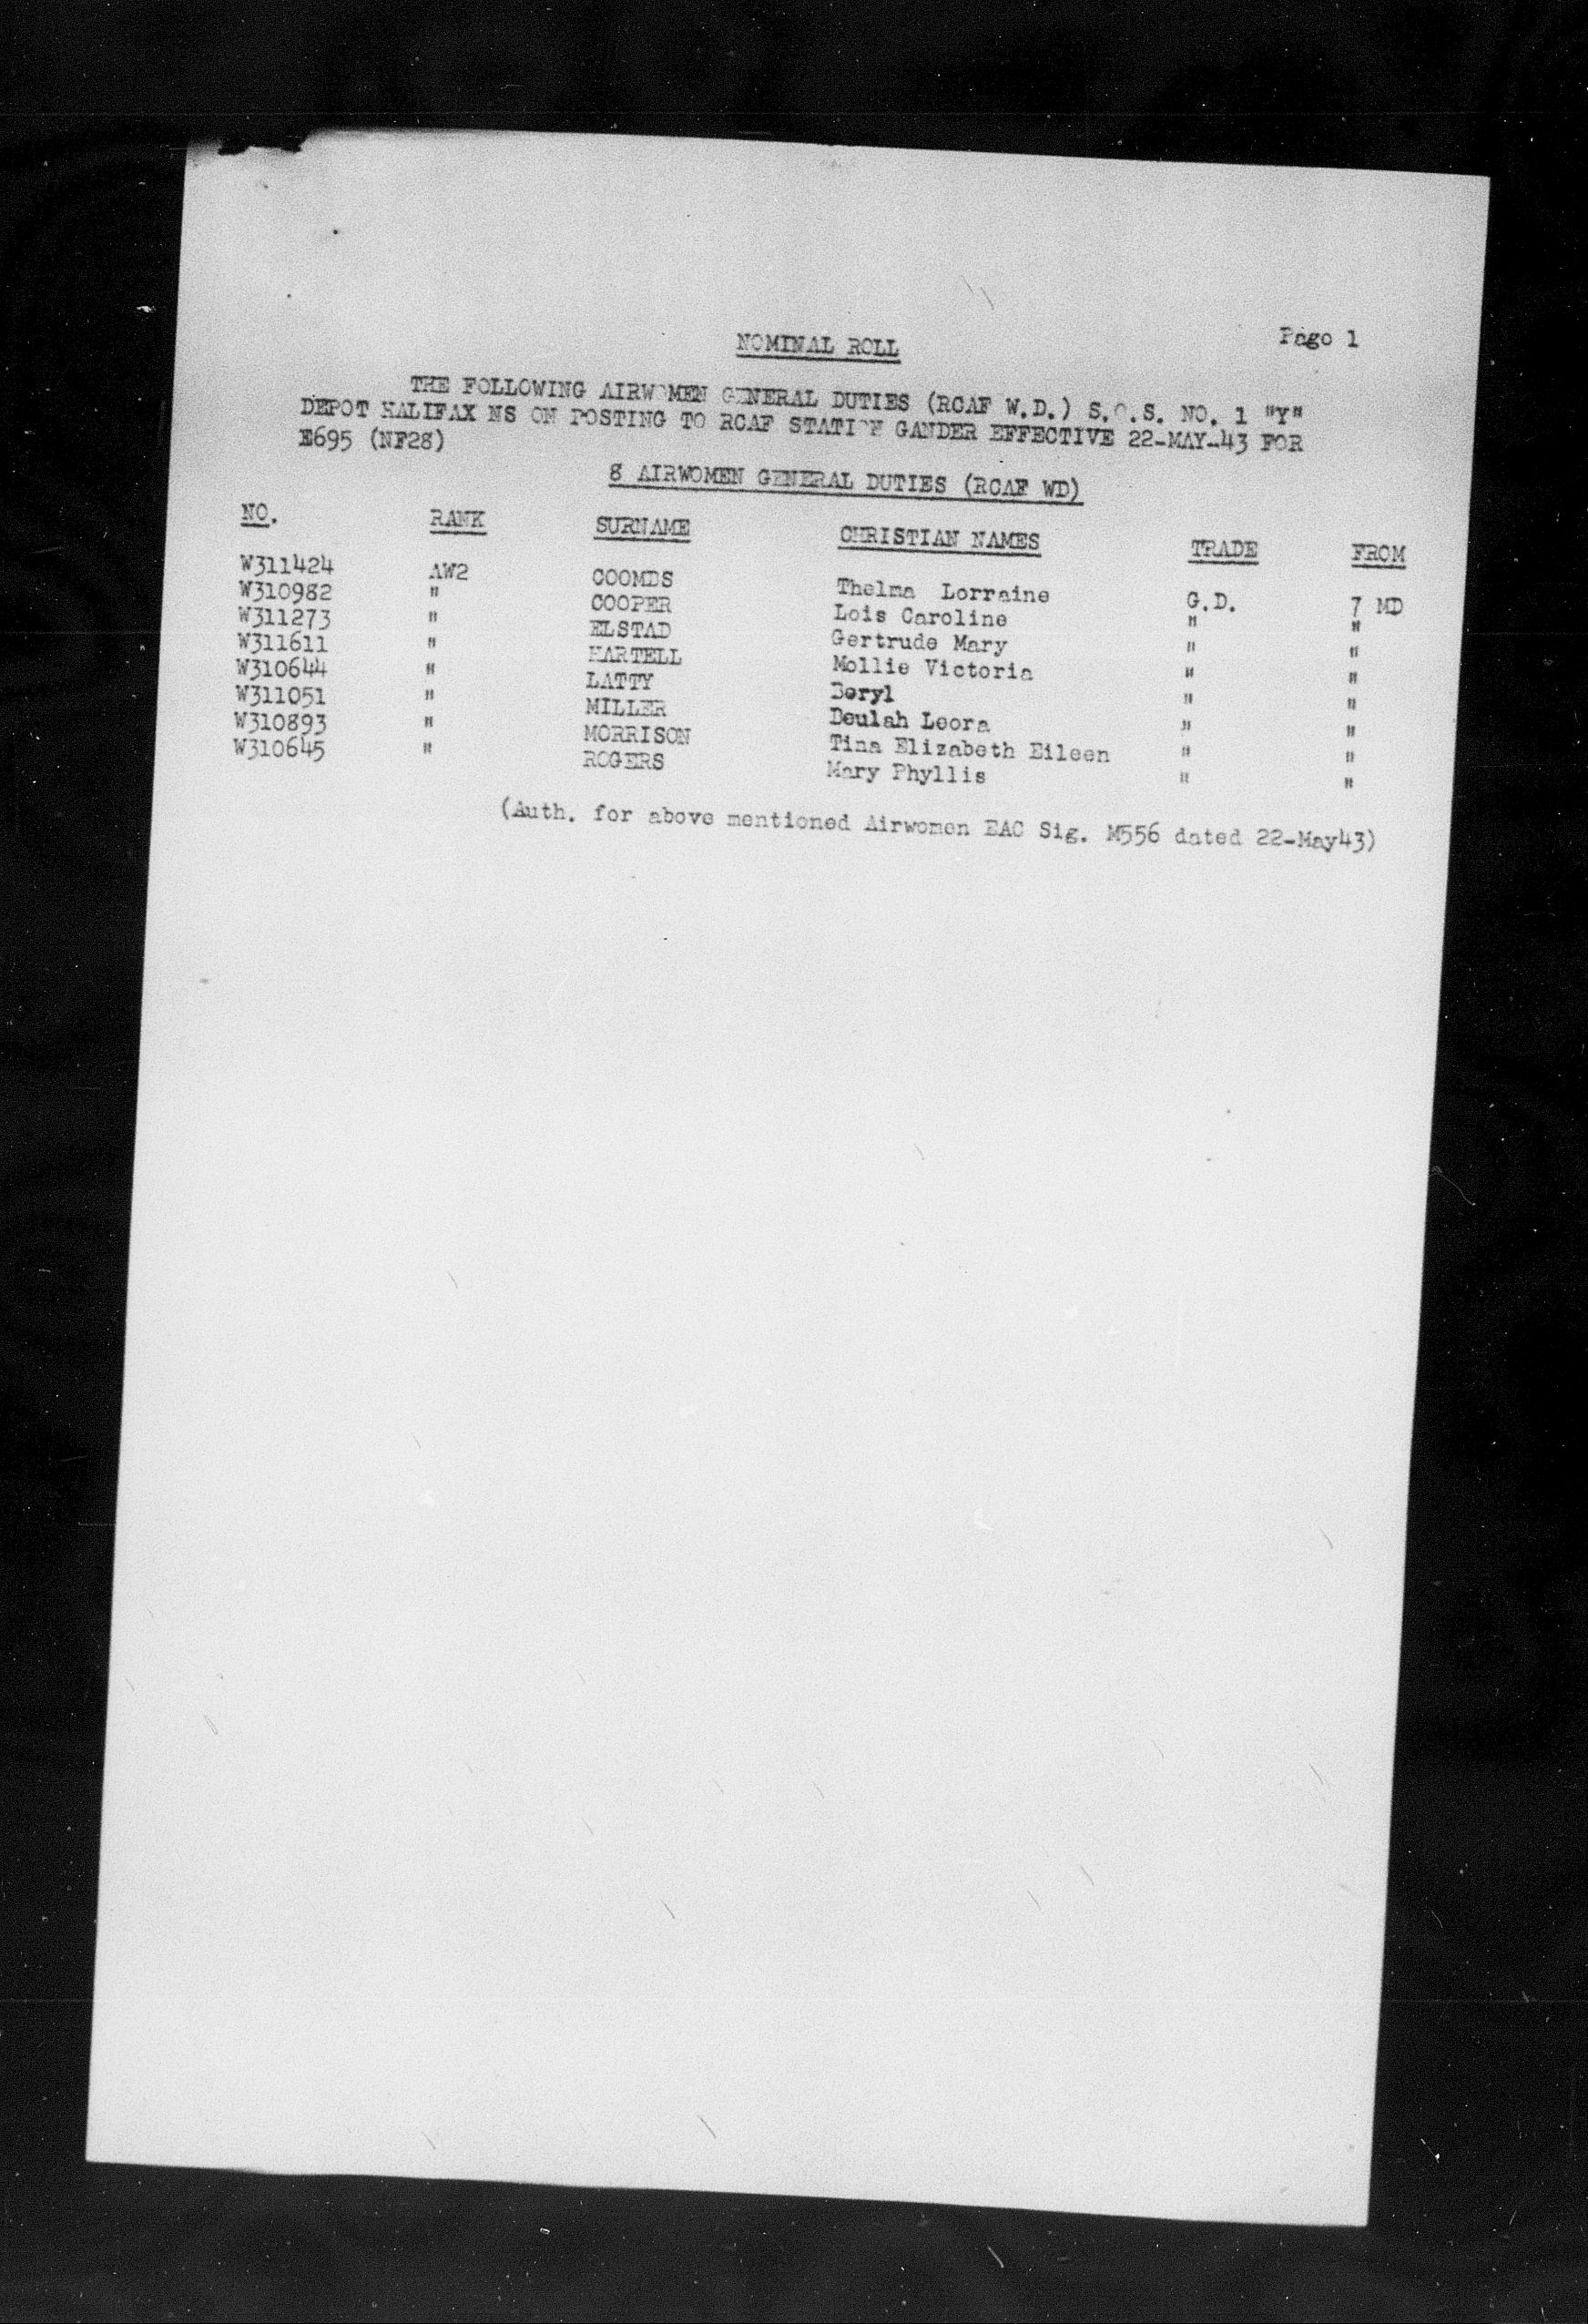 Page 1
NOMINAL ROLL
THE FOLLOWING AIRWOMEN GENERAL DUTIES (RCAF W.D.) S.O.S. NO. 1 "Y"
DEPOT HALIFAX NS ON POSTING TO RCAF STATION GANDER EFFECTIVE 22-MAY-43 FOR
E695 (NF28)
8 AIRWOMEN GENERAL DUTIES (RCAF WD)
NO. RANK SURNAME CHRISTIAN NAMES TRADE FROM
W311424 AW2 COOMBS Thelma Lorraine G.D. 7 MD
W310982 " COOPER Lois Caroline " "
W311273 " ELSTAD Gertrude Mary " "
W311611 " HARTELL Mollie Victoria " "
W310644 " LATTY Beryl " "
W311051 " MILLER Beulah Leora " "
W310893 " MORRISON Tina Elizabeth Eileen " "
W310645 " ROGERS Mary Phyllis " "
(Auth. for above mentioned Airwomen EAC Sig. M556 dated 22-May43)